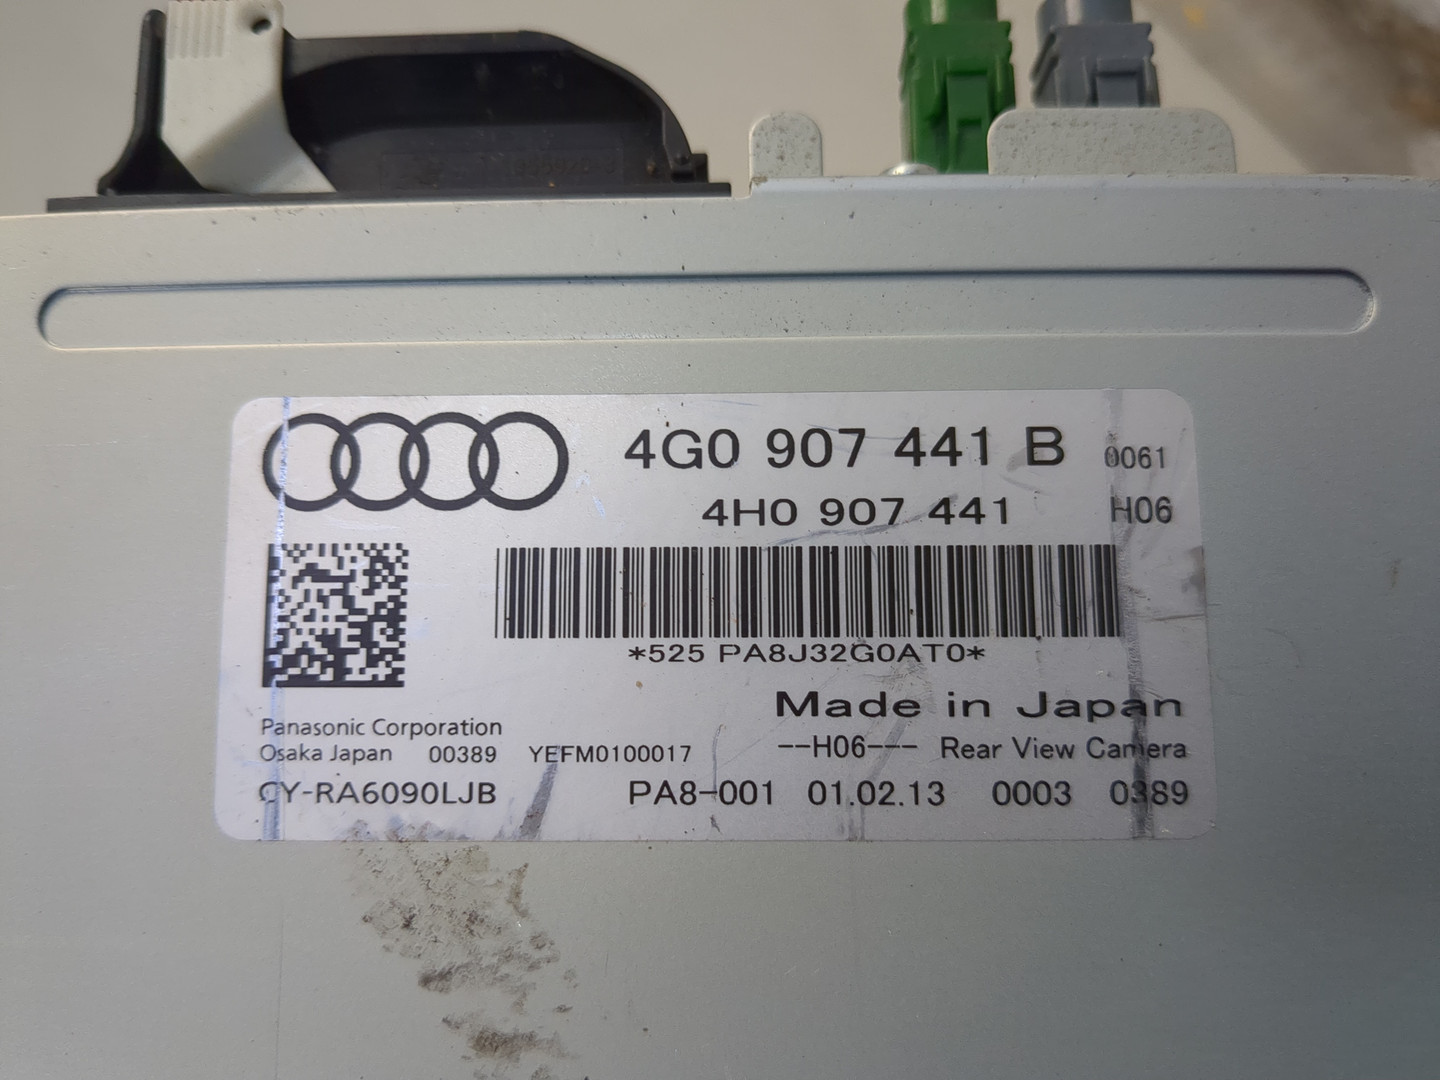 4G0 907 441 B 0061
4H0 907 441 H06
*525 PA8J32G0AT0*
Made in Japan
Panasonic Corporation
Osaka Japan 00389 YEFM0100017 --H06--- Rear View Camera
CY-RA6090LJB PA8-001 01.02.13 0003 0389